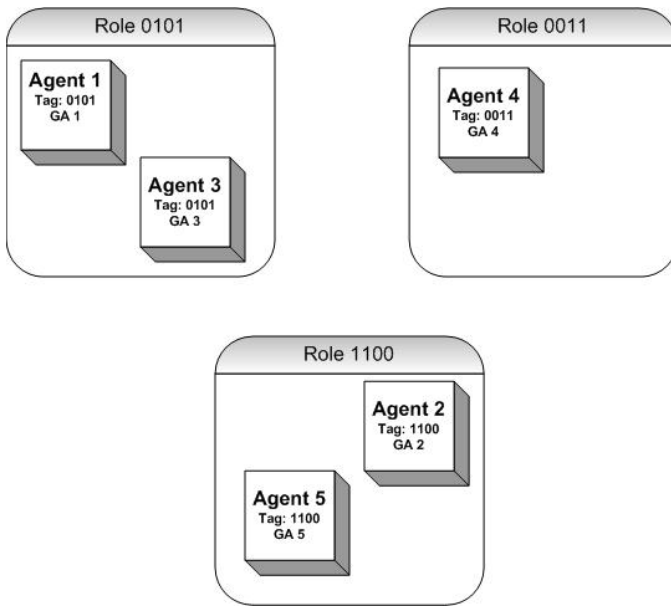 Role 0101
Agent 1
Tag: 0101
GA 1
Agent 3
Tag: 0101
GA 3
Role 0011
Agent 4
Tag: 0011
GA 4
Role 1100
Agent 2
Tag: 1100
GA 2
Agent 5
Tag: 1100
GA 5